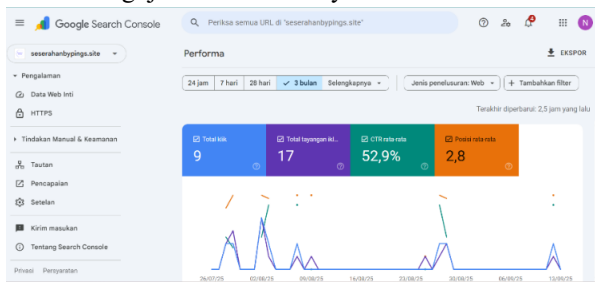 Google Search Console
Periksa semua URL di 'seserahanbypings.site'
N
seserahanbypings.site
Performa
EKSPOR
Pengalaman
24 jam 7 hari 28 hari 3 bulan Selengkapnya
Jenis penelusuran: Web
+ Tambahkan filter
Data Web Inti
HTTPS
Terakhir diperbarui: 2,5 jam yang lalu
Tindakan Manual & Keamanan
Total klik
9
Total tayangan ikl...
17
CTR rata-rata
52,9%
Posisi rata-rata
2,8
Tautan
Pencapaian
Setelan
Kirim masukan
Tentang Search Console
Privasi Persyaratan
26/07/25 02/08/25 09/08/25 16/08/25 23/08/25 30/08/25 06/09/25 13/09/25